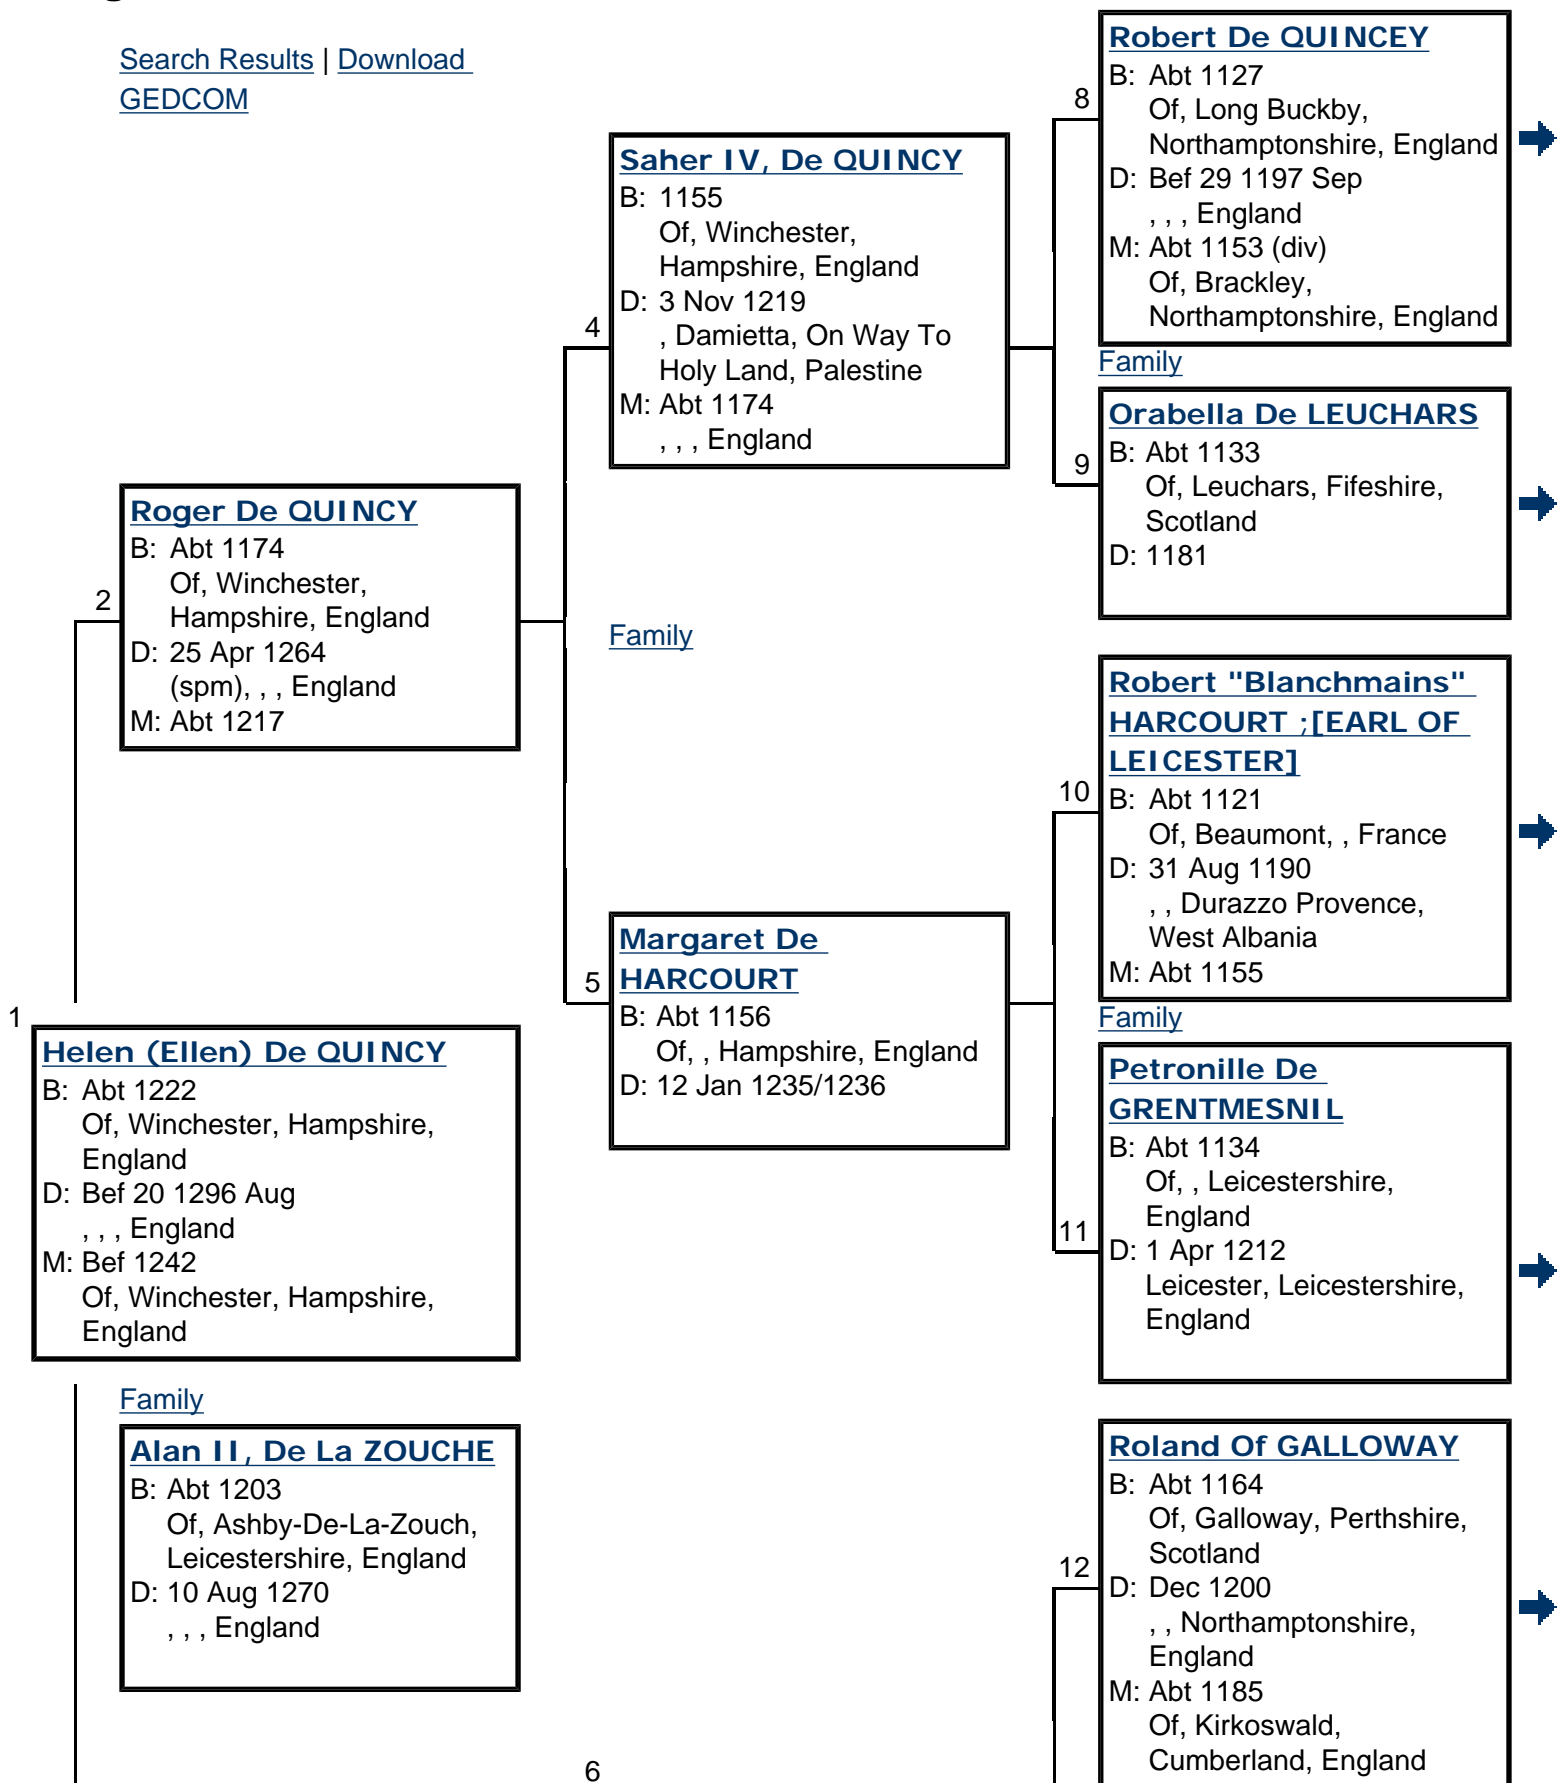 Search Results | Download
GEDCOM
8
Robert De QUINCEY
B: Abt 1127
Of, Long Buckby,
Northamptonshire, England
D: Bef 29 1197 Sep
, , , England
M: Abt 1153 (div)
Of, Brackley,
Northamptonshire, England
4
Saher IV, De QUINCY
B: 1155
Of, Winchester,
Hampshire, England
D: 3 Nov 1219
, Damietta, On Way To
Holy Land, Palestine
M: Abt 1174
, , , England
Family
9
Orabella De LEUCHARS
B: Abt 1133
Of, Leuchars, Fifeshire,
Scotland
D: 1181
2
Roger De QUINCY
B: Abt 1174
Of, Winchester,
Hampshire, England
D: 25 Apr 1264
(spm), , , England
M: Abt 1217
Family
10
Robert "Blanchmains"
HARCOURT ;[EARL OF
LEICESTER]
B: Abt 1121
Of, Beaumont, , France
D: 31 Aug 1190
, , Durazzo Provence,
West Albania
M: Abt 1155
5
Margaret De
HARCOURT
B: Abt 1156
Of, , Hampshire, England
D: 12 Jan 1235/1236
Family
1
Helen (Ellen) De QUINCY
B: Abt 1222
Of, Winchester, Hampshire,
England
D: Bef 20 1296 Aug
, , , England
M: Bef 1242
Of, Winchester, Hampshire,
England
11
Petronille De
GRENTMESNIL
B: Abt 1134
Of, , Leicestershire,
England
D: 1 Apr 1212
Leicester, Leicestershire,
England
Family
Alan II, De La ZOUCHE
B: Abt 1203
Of, Ashby-De-La-Zouch,
Leicestershire, England
D: 10 Aug 1270
, , , England
12
Roland Of GALLOWAY
B: Abt 1164
Of, Galloway, Perthshire,
Scotland
D: Dec 1200
, , Northamptonshire,
England
M: Abt 1185
Of, Kirkoswald,
Cumberland, England
6